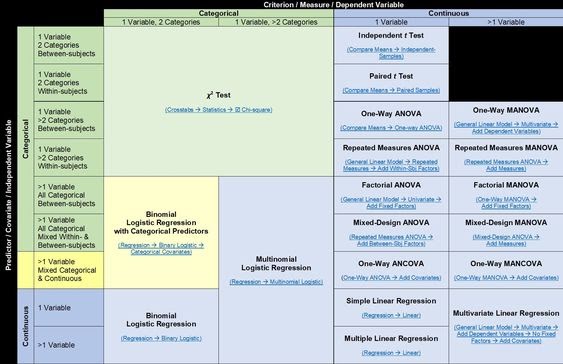 Criterion / Measure / Dependent Variable
Categorical
Continuous
1 Variable, 2 Categories
1 Variable, >2 Categories
1 Variable
>1 Variable
Predictor / Covariate / Independent Variable
Categorical
1 Variable
2 Categories
Between-subjects
1 Variable
2 Categories
Within-subjects
1 Variable
>2 Categories
Between-subjects
1 Variable
>2 Categories
Within-subjects
>1 Variable
All Categorical
Between-subjects
>1 Variable
All Categorical
Mixed Within- &
Between-subjects
>1 Variable
Mixed Categorical
& Continuous
Continuous
1 Variable
>1 Variable
χ² Test
(Crosstabs → Statistics → ☑ Chi-square)
Binomial
Logistic Regression
with Categorical Predictors
(Regression → Binary Logistic →
Categorical Covariates)
Binomial
Logistic Regression
(Regression → Binary Logistic)
Multinomial
Logistic Regression
(Regression → Multinomial Logistic)
Independent t Test
(Compare Means → Independent-
Samples)
Paired t Test
(Compare Means → Paired Samples)
One-Way ANOVA
(Compare Means → One-way ANOVA)
Repeated Measures ANOVA
(General Linear Model → Repeated
Measures → Add Within-Sbj Factors)
Factorial ANOVA
(General Linear Model → Univariate →
Add Fixed Factors)
Mixed-Design ANOVA
(Repeated Measures ANOVA →
Add Between-Sbj Factors)
One-Way ANCOVA
(One-Way ANCOVA → Add Covariates)
Simple Linear Regression
(Regression → Linear)
Multiple Linear Regression
(Regression → Linear)
One-Way MANOVA
(General Linear Model → Multivariate →
Add Dependent Variables)
Repeated Measures MANOVA
(Repeated Measures ANOVA →
Add Measures)
Factorial MANOVA
(One-Way MANOVA →
Add Fixed Factors)
Mixed-Design MANOVA
(Mixed-Design ANOVA →
Add Measures)
One-Way MANCOVA
(One-Way MANOVA → Add Covariates)
Multivariate Linear Regression
(General Linear Model → Multivariate →
Add Dependent Variables → No Fixed
Factors → Add Covariates)